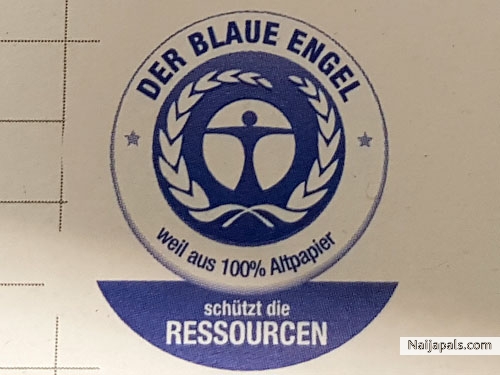 DER BLAUE ENGEL
weil aus 100% Altpapier
schützt die
RESSOURCEN
Naijapals.com